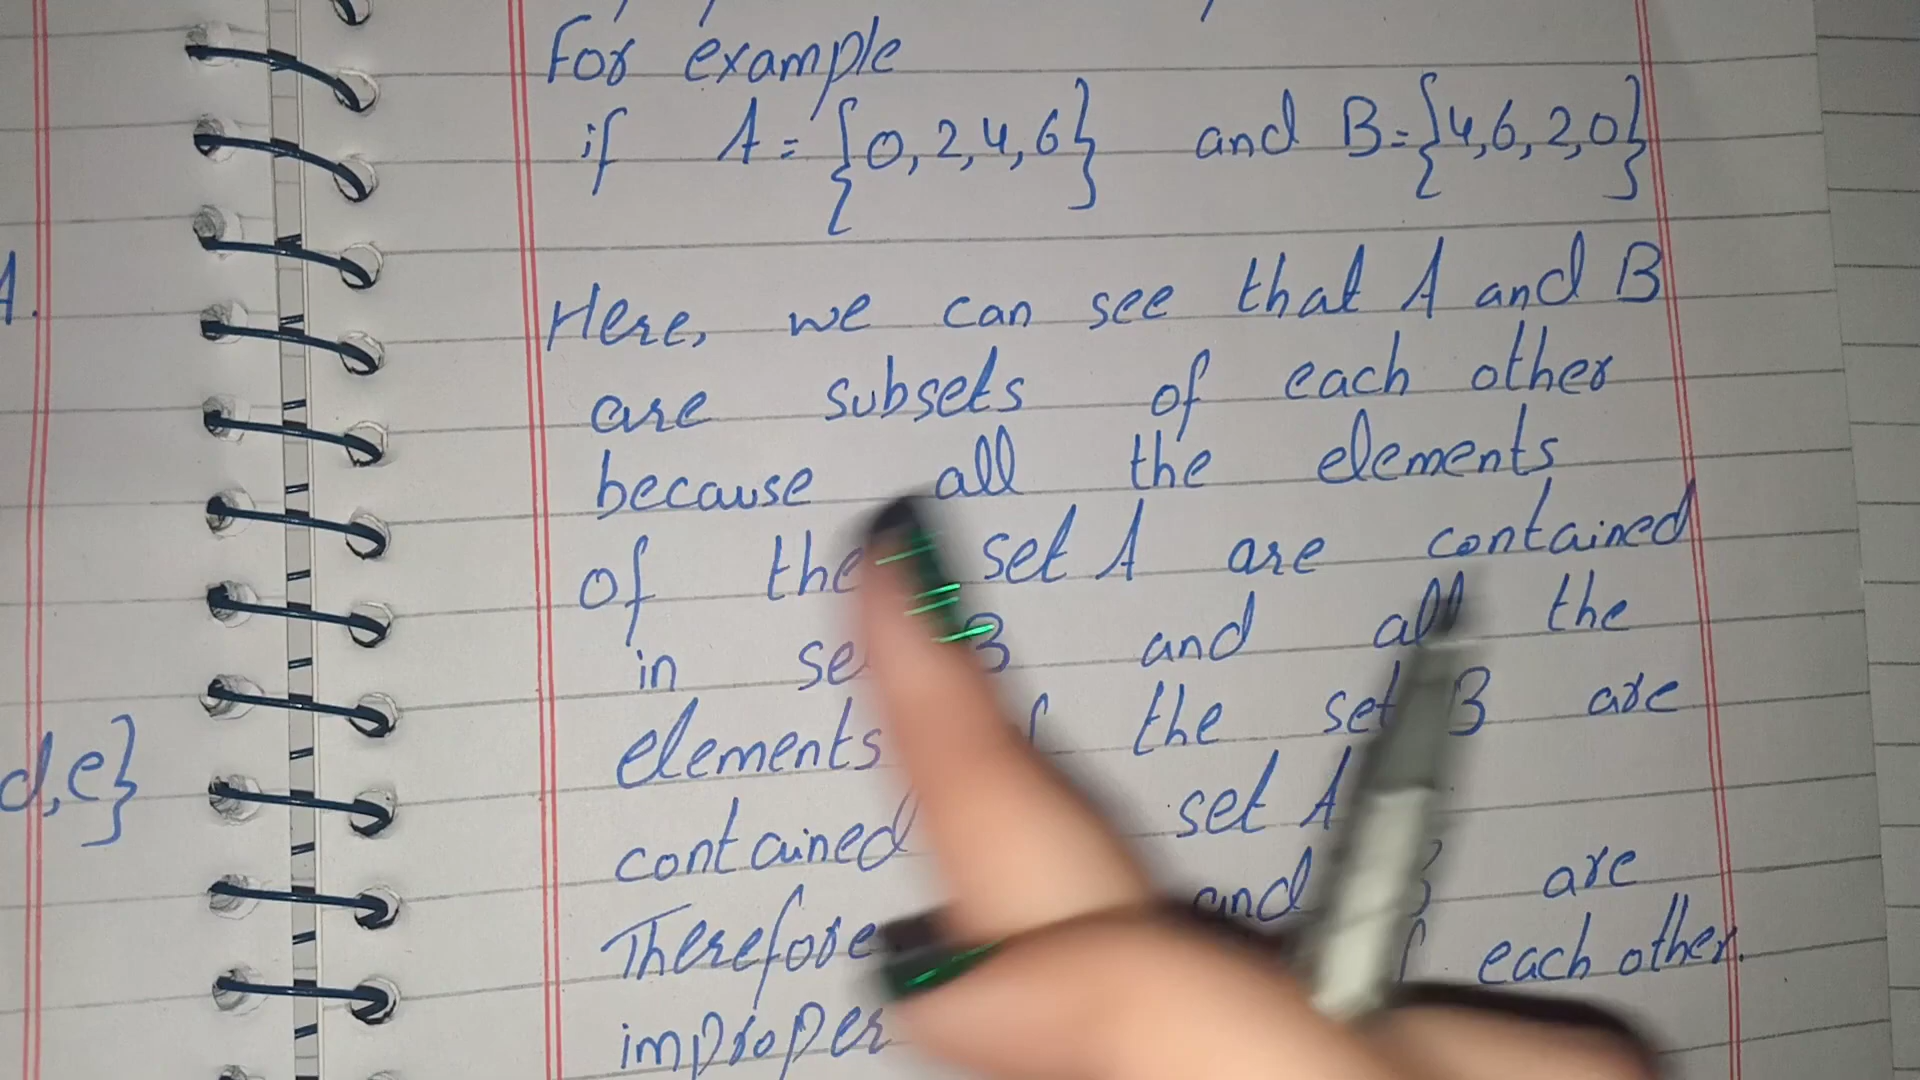 For example
if A = {0, 2, 4, 6} and B = {4, 6, 2, 0}
A.
Here, we can see that A and B
are subsets of each other
because all the elements
of the set A are contained
in set B and all the
elements the set B are
d, e}
contained set A
Therefore and B are
improper each other.